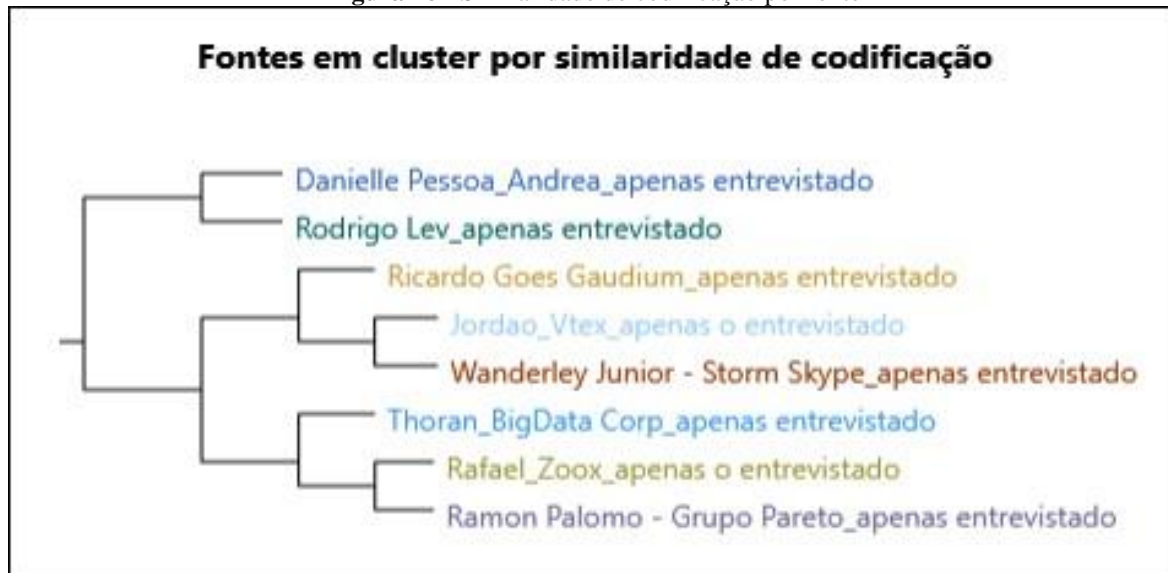 Fontes em cluster por similaridade de codificação
Danielle Pessoa_Andrea_apenas entrevistado
Rodrigo Lev_apenas entrevistado
Ricardo Goes Gaudium_apenas entrevistado
Jordao_Vtex_apenas o entrevistado
Wanderley Junior - Storm Skype_apenas entrevistado
Thoran_BigData Corp_apenas entrevistado
Rafael_Zoox_apenas o entrevistado
Ramon Palomo - Grupo Pareto_apenas entrevistado